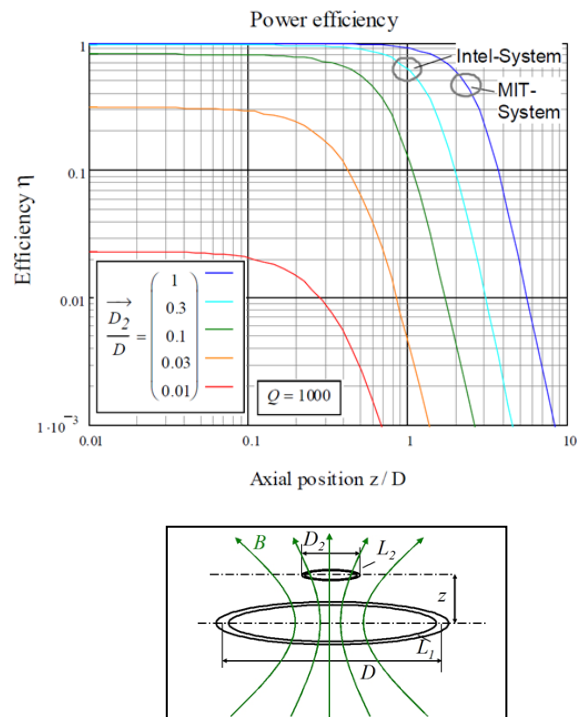 Power efficiency
1
Intel-System
MIT-
System
0.1
Efficiency η
0.01
D2
D
=
1
0.3
0.1
0.03
0.01
Q = 1000
1·10⁻³
0.01
0.1
1
10
Axial position z / D
B
D2
L2
z
L1
D